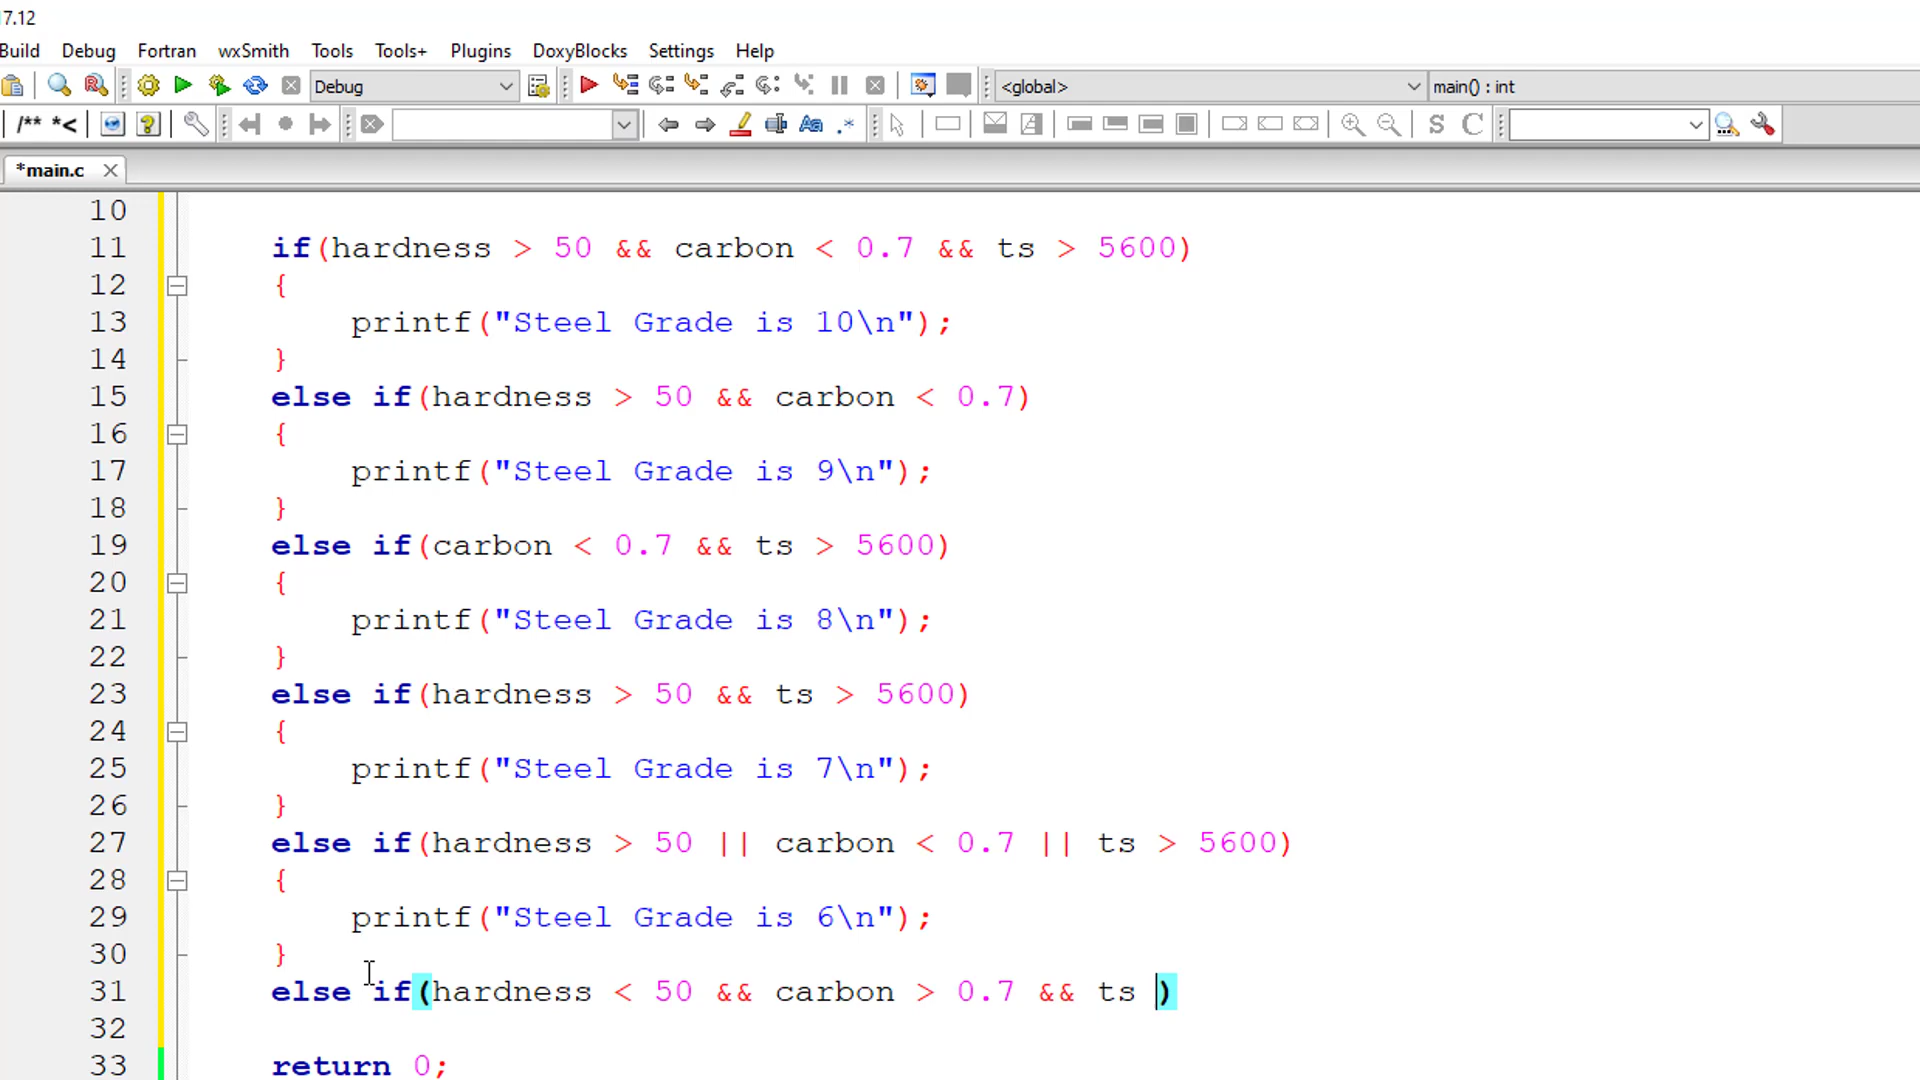 17.12
Build Debug Fortran wxSmith Tools Tools+ Plugins DoxyBlocks Settings Help
Debug <global> main() : int
/** *< Aa .* S C
*main.c
10
11 if(hardness > 50 && carbon < 0.7 && ts > 5600)
12 {
13 printf("Steel Grade is 10\n");
14 }
15 else if(hardness > 50 && carbon < 0.7)
16 {
17 printf("Steel Grade is 9\n");
18 }
19 else if(carbon < 0.7 && ts > 5600)
20 {
21 printf("Steel Grade is 8\n");
22 }
23 else if(hardness > 50 && ts > 5600)
24 {
25 printf("Steel Grade is 7\n");
26 }
27 else if(hardness > 50 || carbon < 0.7 || ts > 5600)
28 {
29 printf("Steel Grade is 6\n");
30 }
31 else if(hardness < 50 && carbon > 0.7 && ts )
32
33 return 0;